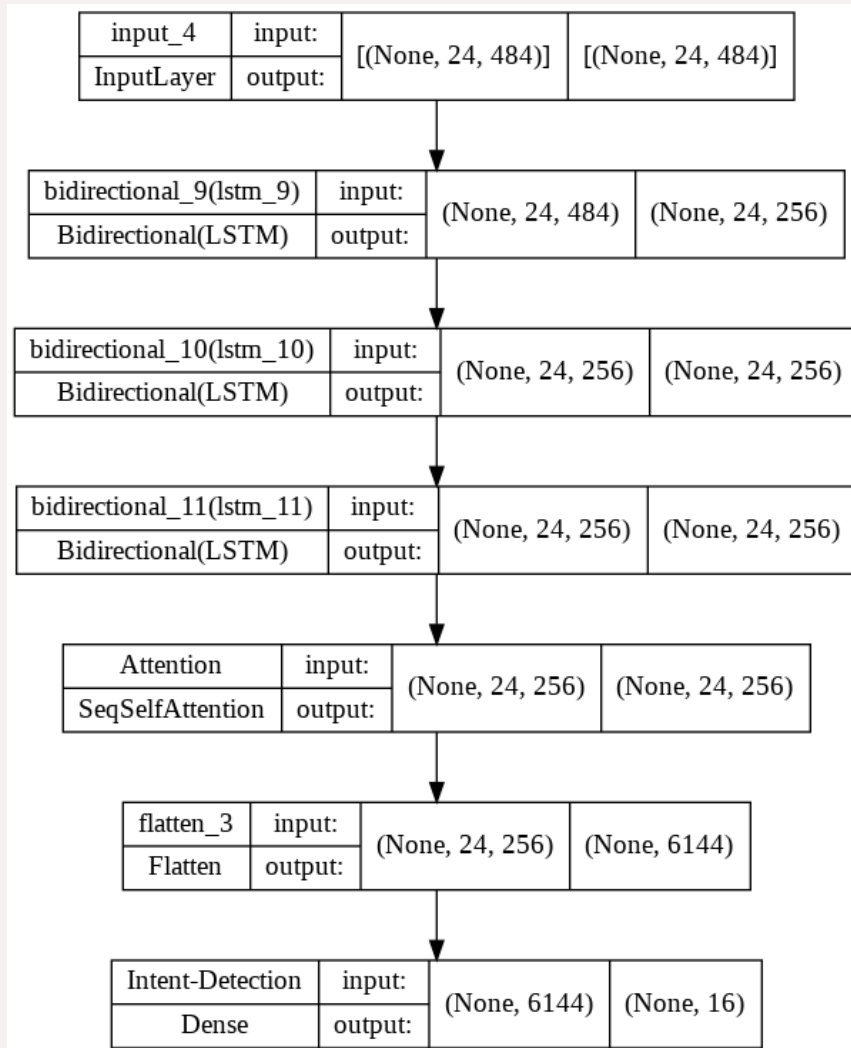 input_4 input: [(None, 24, 484)] [(None, 24, 484)]
InputLayer output:
bidirectional_9(lstm_9) input: (None, 24, 484) (None, 24, 256)
Bidirectional(LSTM) output:
bidirectional_10(lstm_10) input: (None, 24, 256) (None, 24, 256)
Bidirectional(LSTM) output:
bidirectional_11(lstm_11) input: (None, 24, 256) (None, 24, 256)
Bidirectional(LSTM) output:
Attention input: (None, 24, 256) (None, 24, 256)
SeqSelfAttention output:
flatten_3 input: (None, 24, 256) (None, 6144)
Flatten output:
Intent-Detection input: (None, 6144) (None, 16)
Dense output: